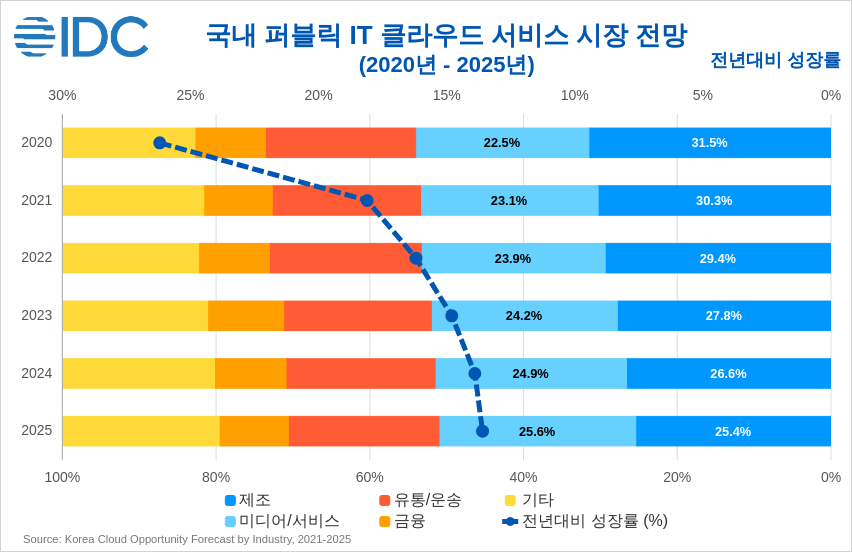 IDC
국내 퍼블릭 IT 클라우드 서비스 시장 전망
(2020년 - 2025년)
전년대비 성장률
30% 25% 20% 15% 10% 5% 0%
2020 22.5% 31.5%
2021 23.1% 30.3%
2022 23.9% 29.4%
2023 24.2% 27.8%
2024 24.9% 26.6%
2025 25.6% 25.4%
100% 80% 60% 40% 20% 0%
제조 유통/운송 기타
미디어/서비스 금융 전년대비 성장률 (%)
Source: Korea Cloud Opportunity Forecast by Industry, 2021-2025